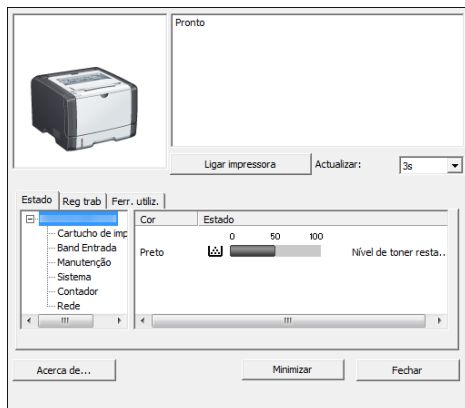 Pronto
Ligar impressora
Actualizar:
3s
Estado
Reg trab
Ferr. utiliz.
Cartucho de imp
Band Entrada
Manutenção
Sistema
Contador
Rede
Cor Estado
0 50 100
Preto Nível de toner resta..
Acerca de...
Minimizar
Fechar